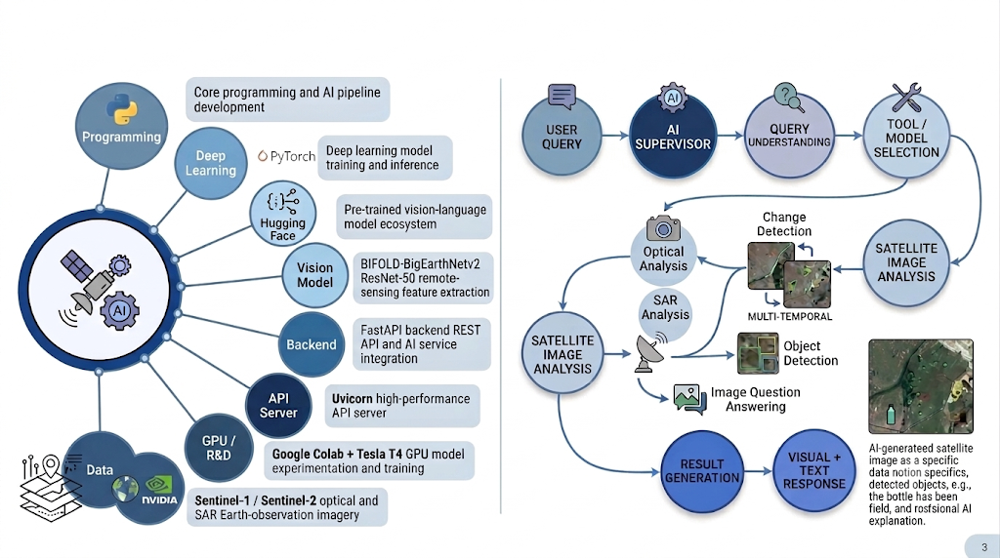 Programming
Core programming and AI pipeline
development
Deep
Learning
PyTorch
Deep learning model
training and inference
{;}
Hugging
Face
Pre-trained vision-language
model ecosystem
Vision
Model
BIFOLD-BigEarthNetv2
ResNet-50 remote-
sensing feature extraction
AI
Backend
FastAPI backend REST
API and AI service
integration
API
Server
Uvicorn high-performance
API server
GPU /
R&D
Google Colab + Tesla T4 GPU model
experimentation and training
Data
NVIDIA
Sentinel-1 / Sentinel-2 optical and
SAR Earth-observation imagery
USER
QUERY
AI
AI
SUPERVISOR
?
QUERY
UNDERSTANDING
TOOL /
MODEL
SELECTION
Optical
Analysis
SAR
Analysis
Change
Detection
MULTI-TEMPORAL
SATELLITE
IMAGE
ANALYSIS
SATELLITE
IMAGE
ANALYSIS
Object
Detection
Image Question
Answering
RESULT
GENERATION
VISUAL +
TEXT
RESPONSE
AI-generateed satellite
image as a specific
data notion specifics,
detected objects, e.g.,
the bottle has been
field, and rosfsional AI
explanation.
3